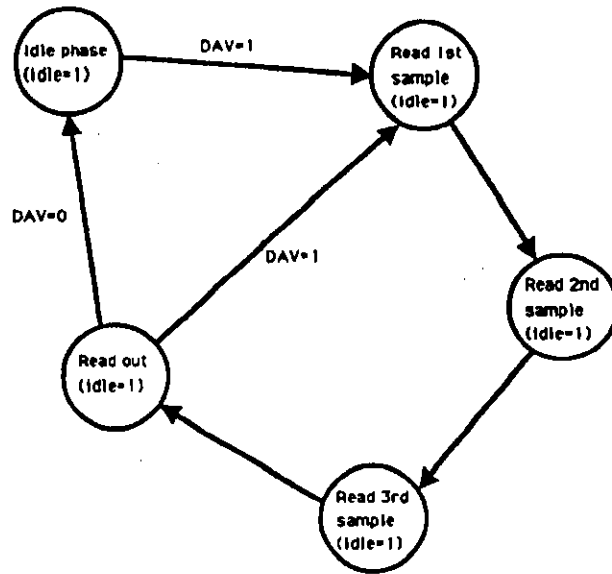 Idle phase
(idle=1)
DAV=1
Read 1st
sample
(idle=1)
DAV=0
DAV=1
Read 2nd
sample
(idle=1)
Read out
(idle=1)
Read 3rd
sample
(idle=1)